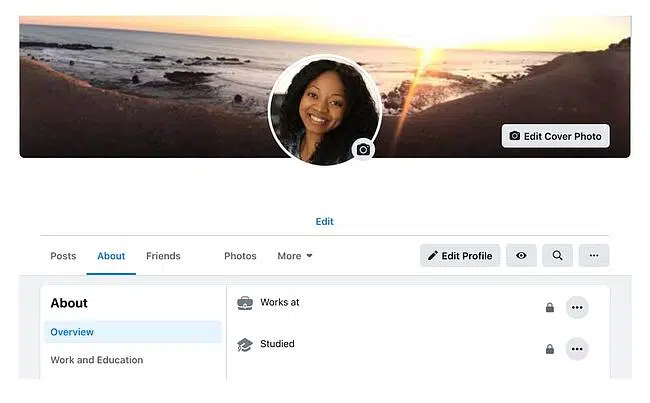 Edit Cover Photo
Edit
Posts About Friends Photos More Edit Profile
About
Overview
Work and Education
Works at
Studied